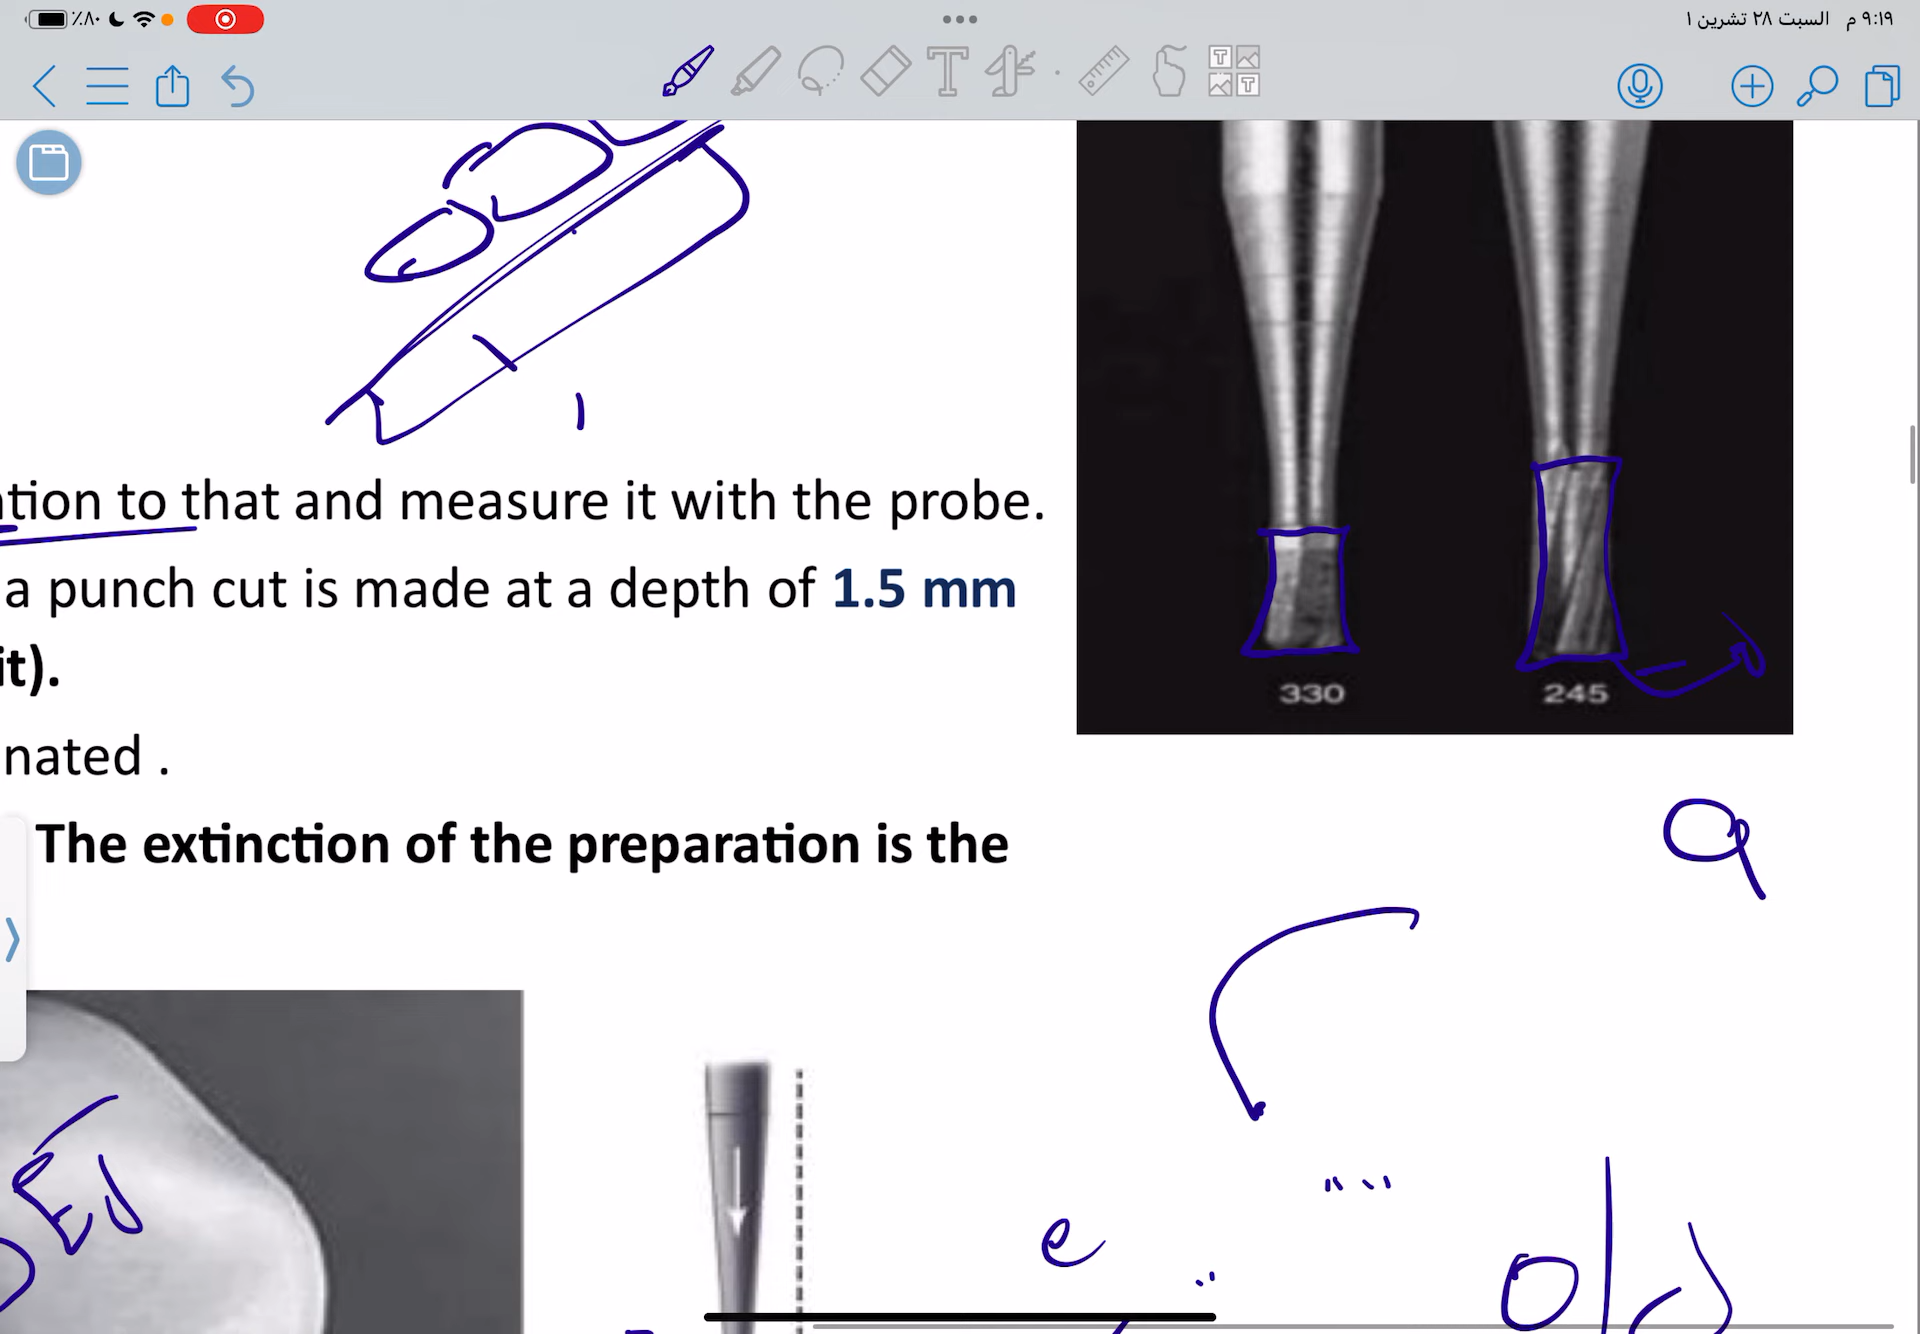 ٪٨٠
٩:١٩ م السبت ٢٨ تشرين ١
tion to that and measure it with the probe.
a punch cut is made at a depth of 1.5 mm
it).
330
245
nated .
The extinction of the preparation is the